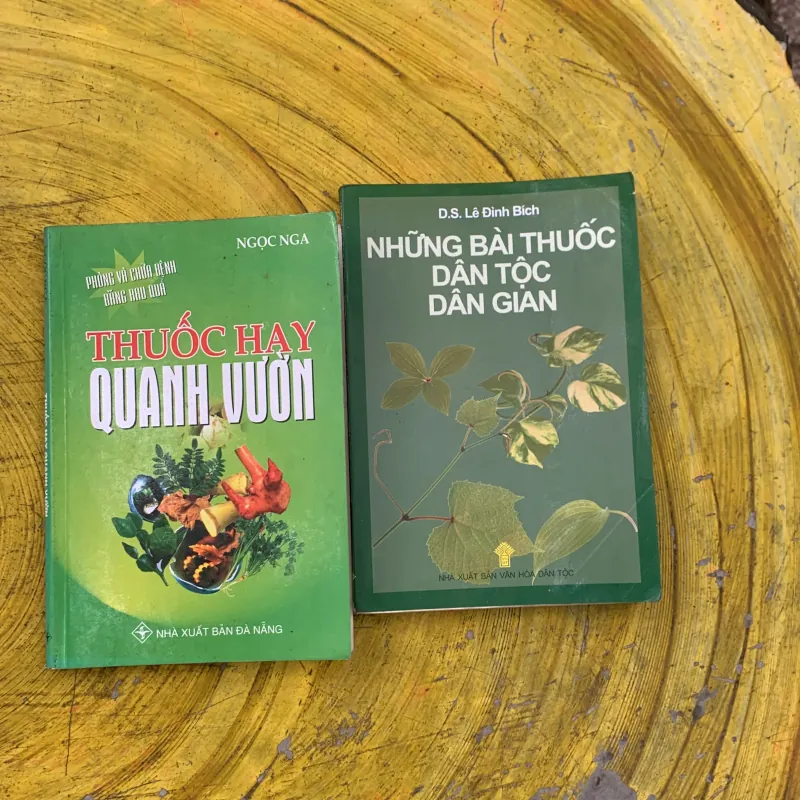 NGỌC NGA
PHÒNG VÀ CHỮA BỆNH
BẰNG RAU QUẢ
THUỐC HAY
QUANH VƯỜN
NHÀ XUẤT BẢN ĐÀ NẴNG
D.S. Lê Đình Bích
NHỮNG BÀI THUỐC
DÂN TỘC
DÂN GIAN
NHÀ XUẤT BẢN VĂN HÓA DÂN TỘC